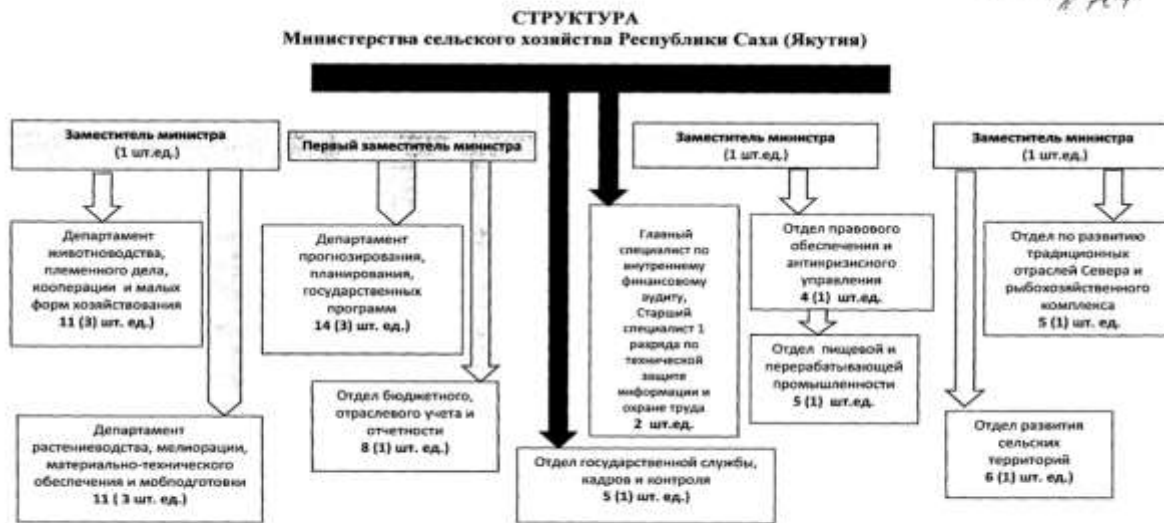 СТРУКТУРА
Министерства сельского хозяйства Республики Саха (Якутия)
Заместитель министра
(1 шт.ед.)
Первый заместитель министра
Заместитель министра
(1 шт.ед.)
Заместитель министра
(1 шт.ед.)
Департамент
животноводства,
племенного дела,
кооперации и малых
форм хозяйствования
11 (3) шт. ед.)
Департамент
прогнозирования,
планирования,
государственных
программ
14 (3) шт. ед.)
Главный
специалист по
внутреннему
финансовому
аудиту,
Старший
специалист 1
разряда по
технической
защите
информации и
охране труда
2 шт.ед.
Отдел правового
обеспечения и
антикризисного
управления
4 (1) шт.ед.
Отдел по развитию
традиционных
отраслей Севера и
рыбохозяйственного
комплекса
5 (1) шт.ед.)
Отдел пищевой и
перерабатывающей
промышленности
5 (1) шт.ед.
Отдел бюджетного,
отраслевого учета и
отчетности
8 (1) шт. ед.)
Департамент
растениеводства, мелиорации,
материально-технического
обеспечения и мобподготовки
11 ( 3 шт. ед.)
Отдел государственной службы,
кадров и контроля
5 (1) шт. ед.)
Отдел развития
сельских
территорий
6 (1) шт. ед.)